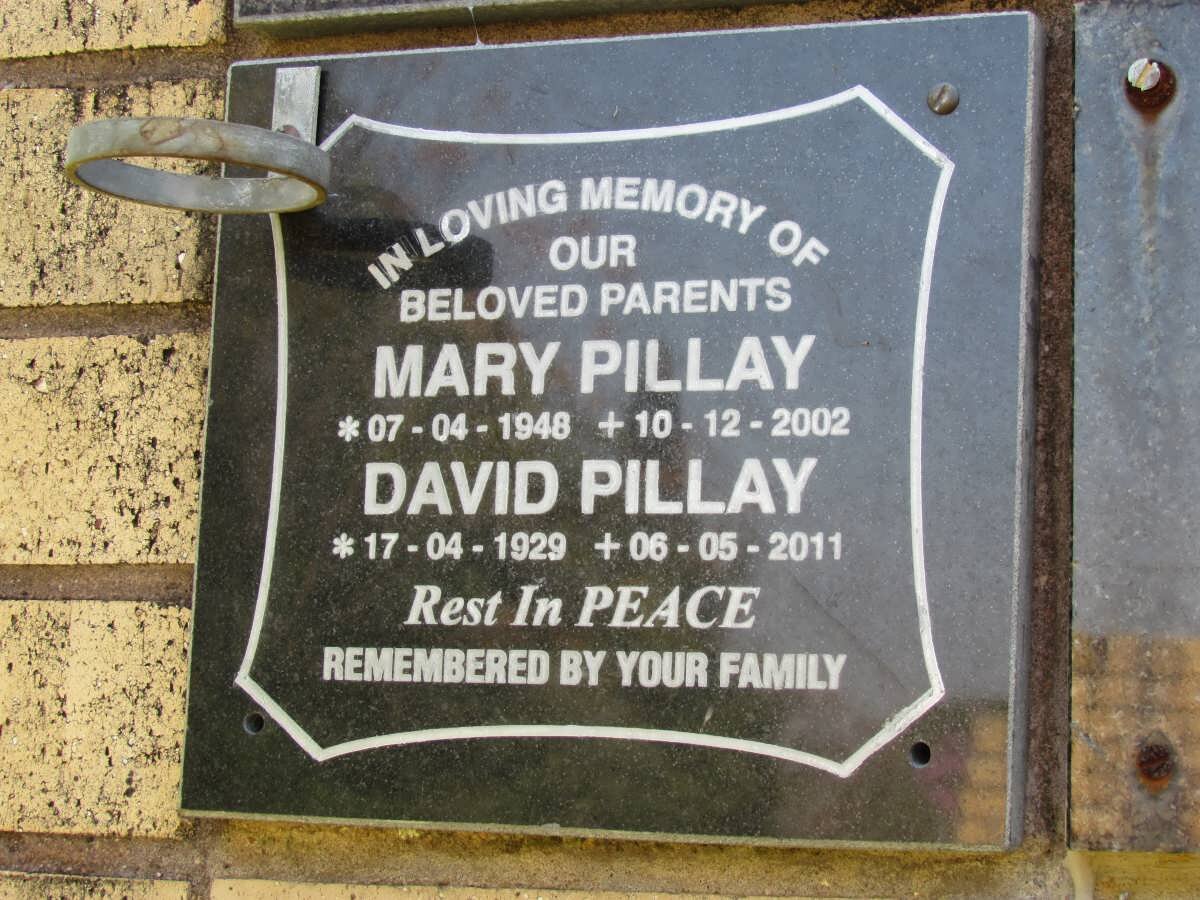 IN LOVING MEMORY OF
OUR
BELOVED PARENTS
MARY PILLAY
* 07 - 04 - 1948 + 10 - 12 - 2002
DAVID PILLAY
* 17 - 04 - 1929 + 06 - 05 - 2011
Rest In PEACE
REMEMBERED BY YOUR FAMILY